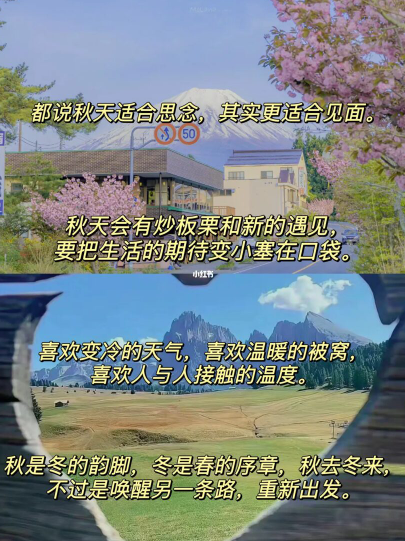 都说秋天适合思念，其实更适合见面。
50
秋天会有炒板栗和新的遇见，
要把生活的期待变小塞在口袋。
小红书
喜欢变冷的天气，喜欢温暖的被窝，
喜欢人与人接触的温度。
秋是冬的韵脚，冬是春的序章，秋去冬来，
不过是唤醒另一条路，重新出发。